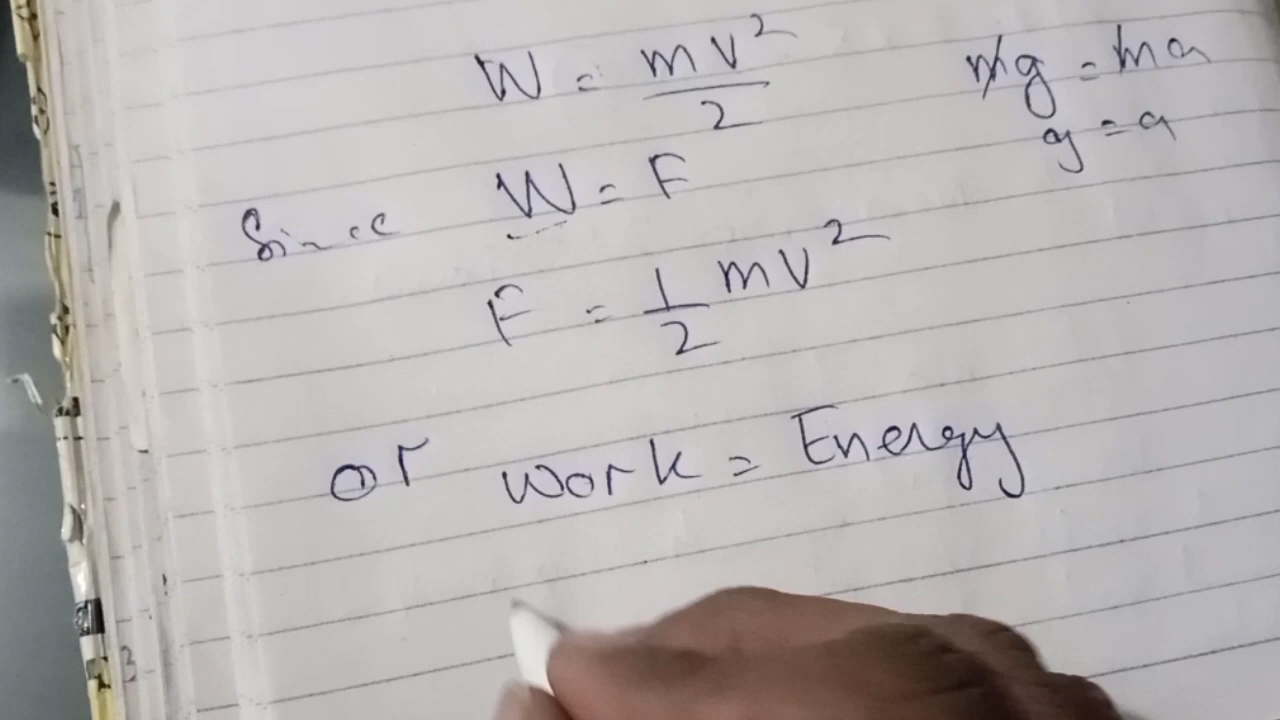 W = mv²/2
mg = ma
g = a
Since W = F
F = 1/2 mv²
or work = Energy